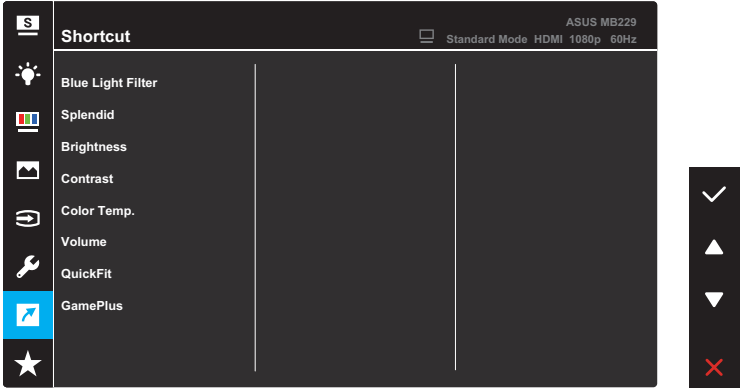 S
Shortcut
ASUS MB229
Standard Mode HDMI 1080p 60Hz
Blue Light Filter
Splendid
Brightness
Contrast
Color Temp.
Volume
QuickFit
GamePlus